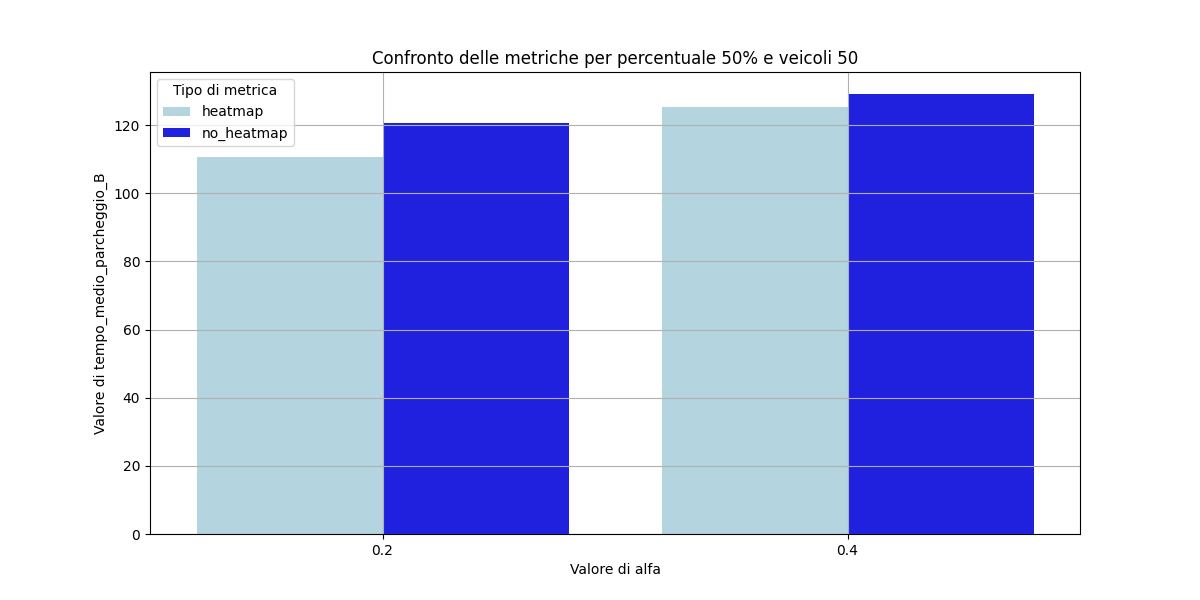 Confronto delle metriche per percentuale 50% e veicoli 50
Tipo di metrica
heatmap
no_heatmap
Valore di tempo_medio_parcheggio_B
120
100
80
60
40
20
0
0.2
0.4
Valore di alfa